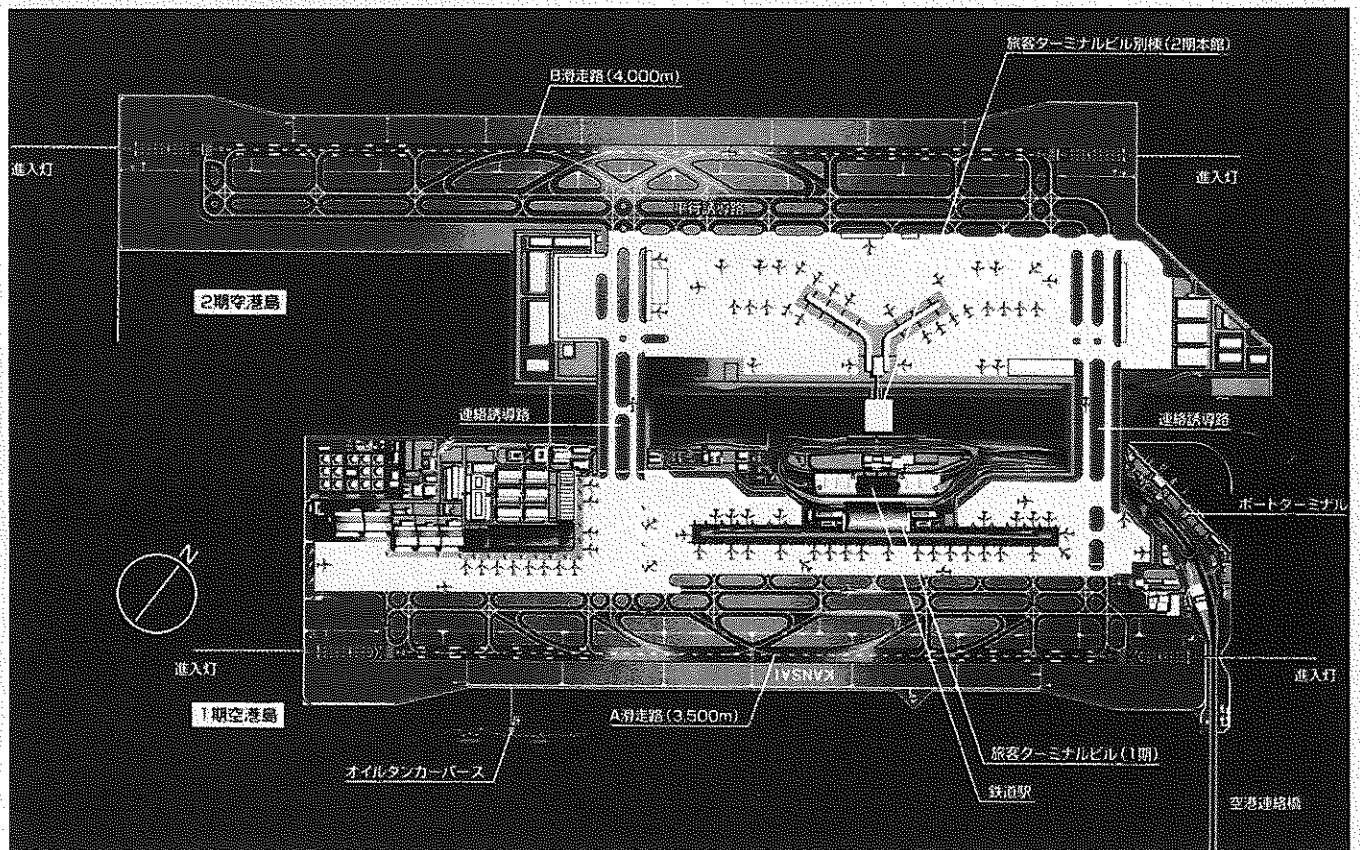 旅客ターミナルビル別棟(2期本館)
B滑走路(4,000m)
進入灯
進入灯
平行誘導路
2期空港島
連絡誘導路
連絡誘導路
ポートターミナル
N
進入灯
進入灯
KANSAI
1期空港島
A滑走路(3,500m)
旅客ターミナルビル(1期)
オイルタンカーバース
鉄道駅
空港連絡橋